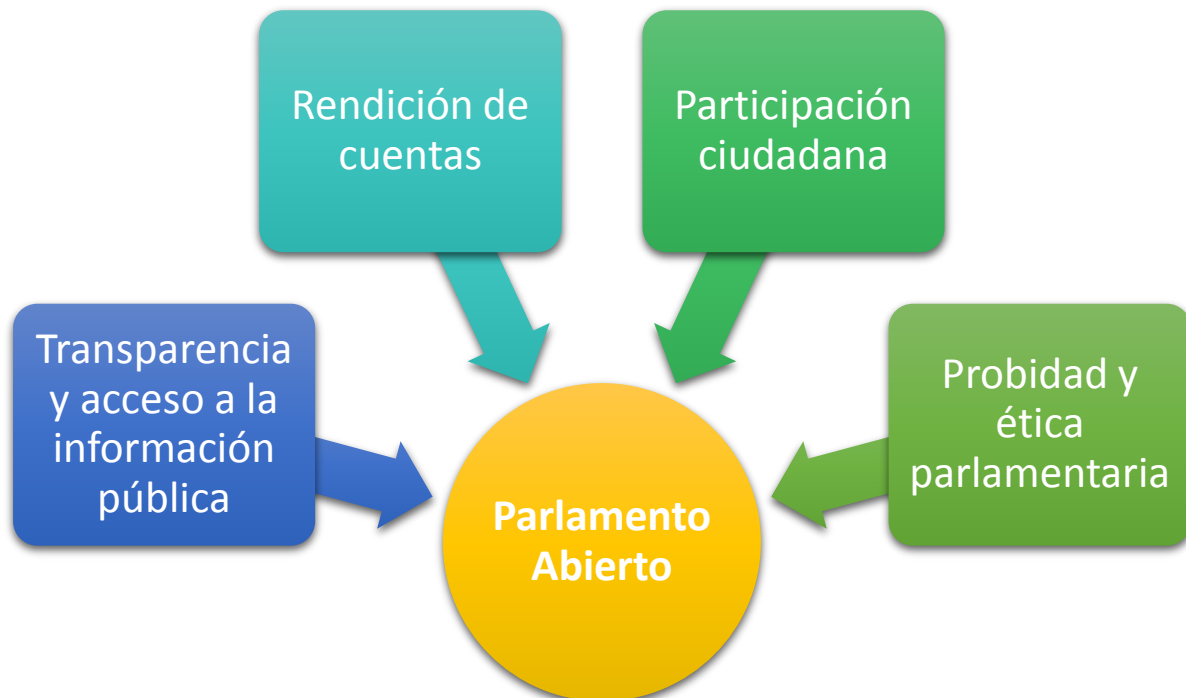 Rendición de
cuentas
Participación
ciudadana
Transparencia
y acceso a la
información
pública
Probidad y
ética
parlamentaria
Parlamento
Abierto